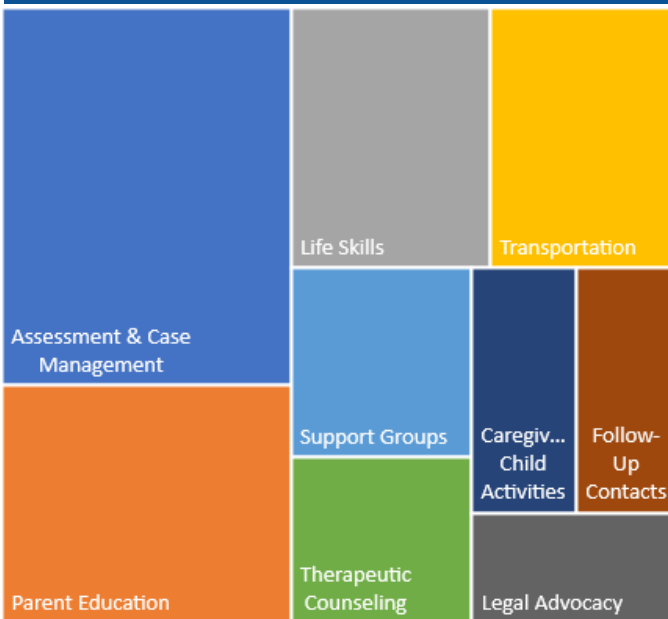 Life Skills
Transportation
Assessment & Case
Management
Support Groups
Caregiv...
Child
Activities
Follow-
Up
Contacts
Parent Education
Therapeutic
Counseling
Legal Advocacy